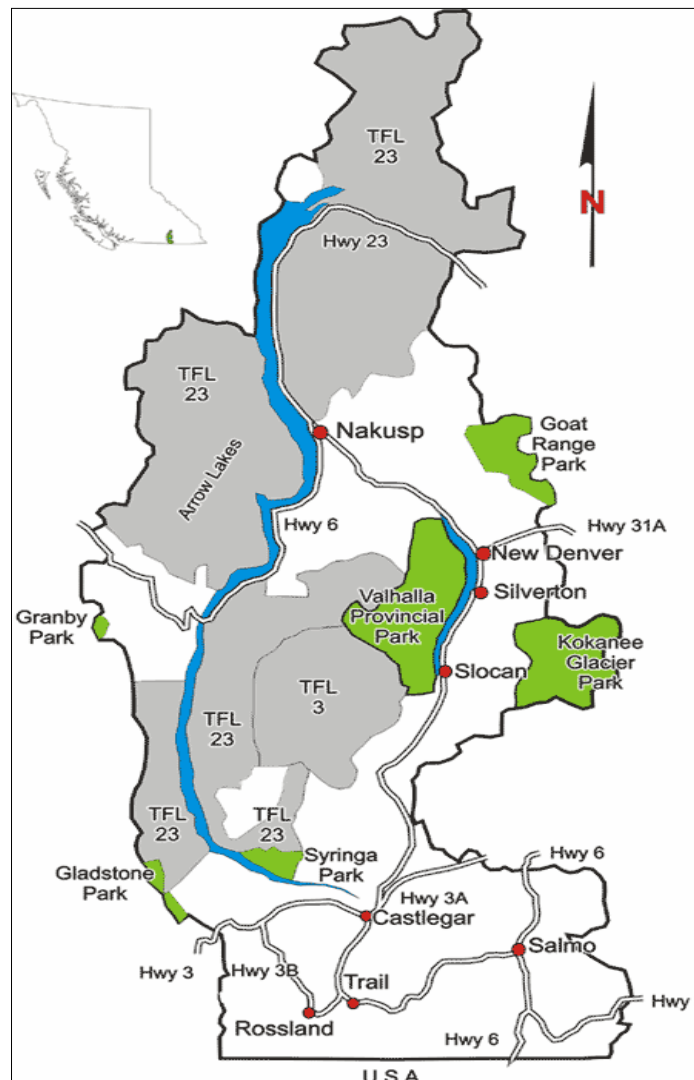 TFL
23
N
Hwy 23
TFL
23
Arrow Lakes
Nakusp
Goat
Range
Park
Hwy 6
Hwy 31A
New Denver
Silverton
Valhalla
Provincial
Park
Granby
Park
Kokanee
Glacier
Park
Slocan
TFL
3
TFL
23
TFL
23
TFL
23
Syringa
Park
Gladstone
Park
Hwy 6
Hwy 3A
Castlegar
Salmo
Hwy 3
Hwy 3B
Trail
Hwy
Rossland
Hwy 6
U.S.A